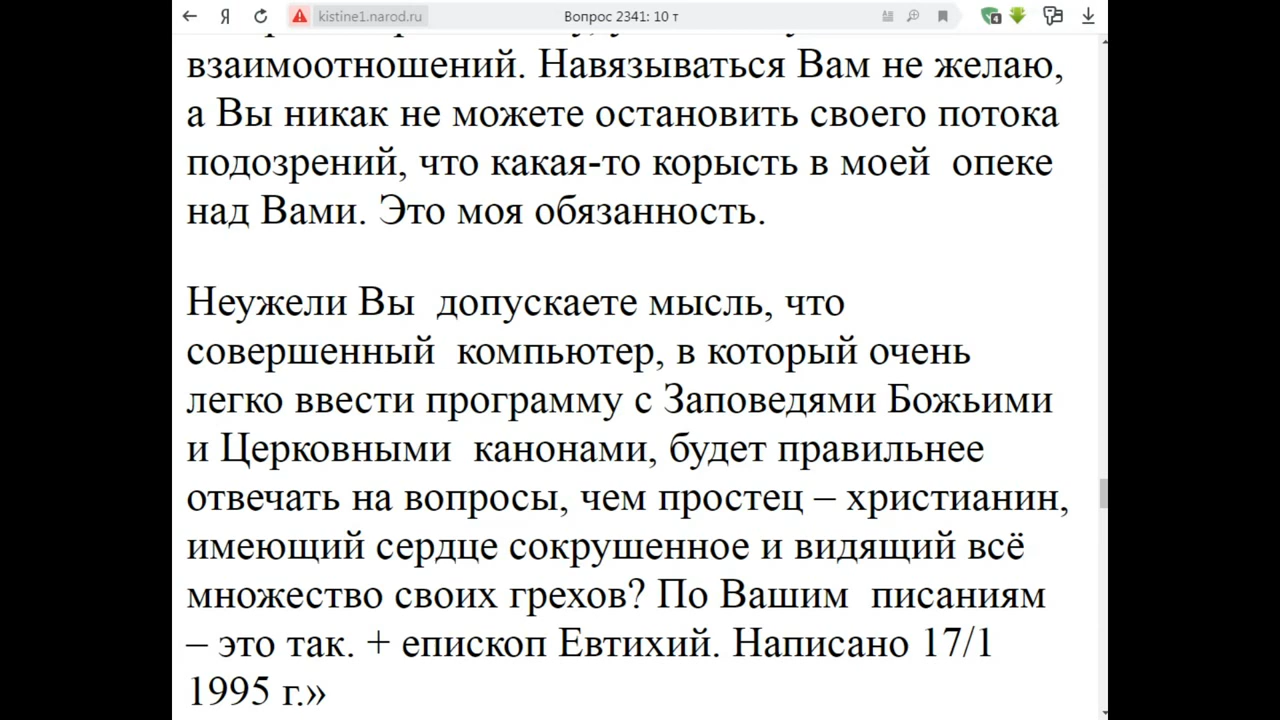 Я kistine1.narod.ru Вопрос 2341: 10 т 4
взаимоотношений. Навязываться Вам не желаю,
а Вы никак не можете остановить своего потока
подозрений, что какая-то корысть в моей опеке
над Вами. Это моя обязанность.
Неужели Вы допускаете мысль, что
совершенный компьютер, в который очень
легко ввести программу с Заповедями Божьими
и Церковными канонами, будет правильнее
отвечать на вопросы, чем простец – христианин,
имеющий сердце сокрушенное и видящий всё
множество своих грехов? По Вашим писаниям
– это так. + епископ Евтихий. Написано 17/1
1995 г.»